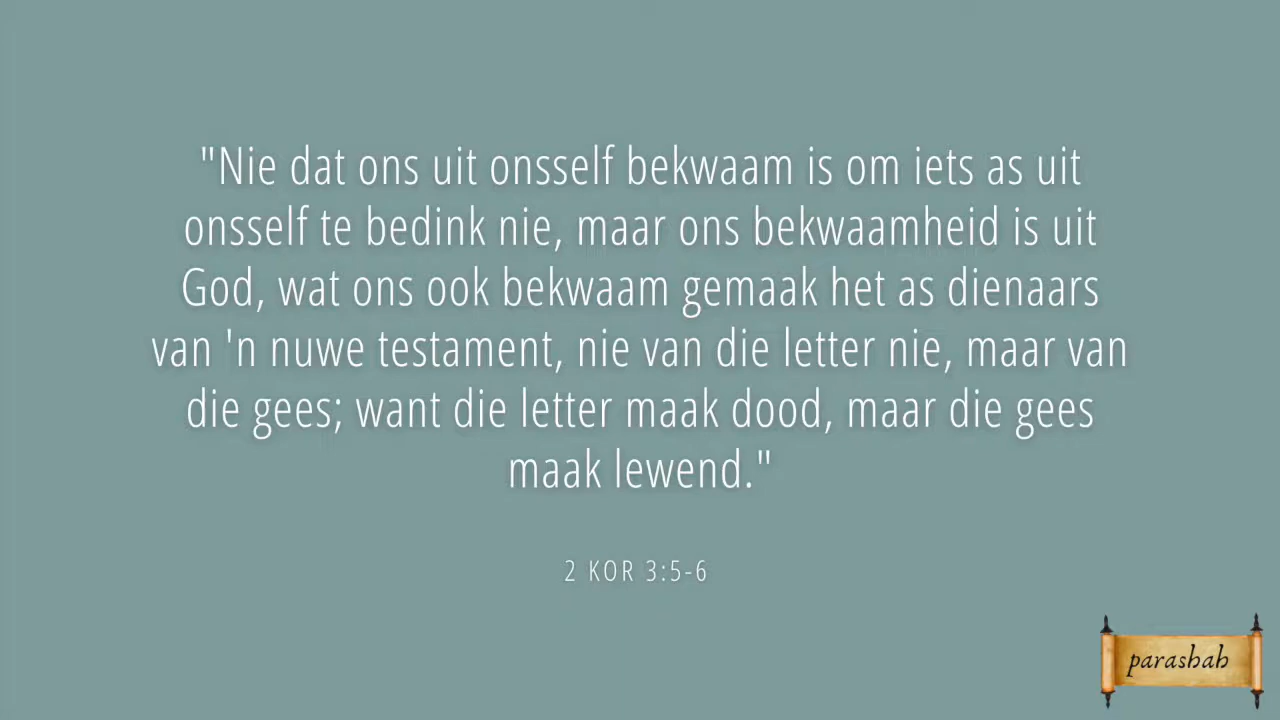 "Nie dat ons uit onsself bekwaam is om iets as uit
onsself te bedink nie, maar ons bekwaamheid is uit
God, wat ons ook bekwaam gemaak het as dienaars
van 'n nuwe testament, nie van die letter nie, maar van
die gees; want die letter maak dood, maar die gees
maak lewend."
2 KOR 3:5-6
parashah